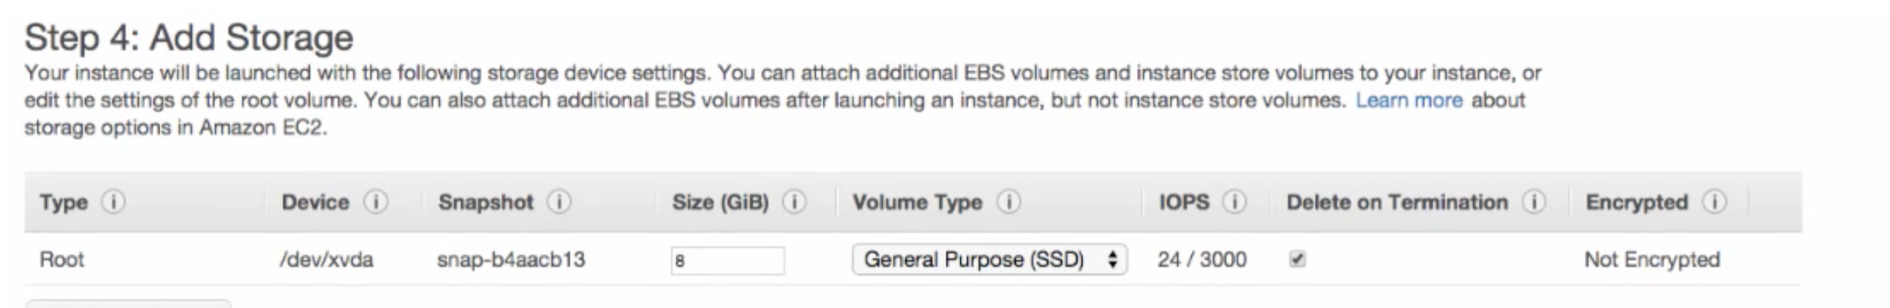 Step 4: Add Storage
Your instance will be launched with the following storage device settings. You can attach additional EBS volumes and instance store volumes to your instance, or
edit the settings of the root volume. You can also attach additional EBS volumes after launching an instance, but not instance store volumes. Learn more about
storage options in Amazon EC2.
Type Device Snapshot Size (GiB) Volume Type IOPS Delete on Termination Encrypted
Root /dev/xvda snap-b4aacb13 8 General Purpose (SSD) 24 / 3000 Not Encrypted